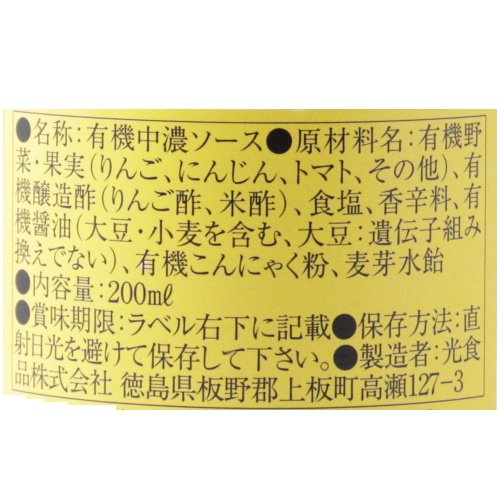 ●名称：有機中濃ソース●原材料名：有機野
菜・果実（りんご、にんじん、トマト、その他）、有
機醸造酢（りんご酢、米酢）、食塩、香辛料、有
機醤油（大豆・小麦を含む、大豆：遺伝子組み
換えでない）、有機こんにゃく粉、麦芽水飴
●内容量：200mℓ
●賞味期限：ラベル右下に記載●保存方法：直
射日光を避けて保存して下さい。●製造者：光食
品株式会社 徳島県板野郡上板町高瀬127-3